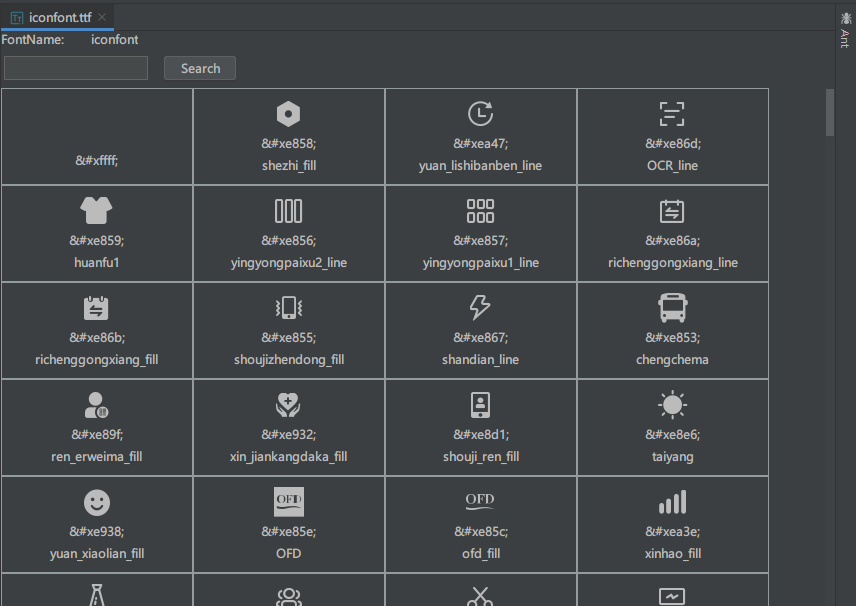 iconfont.ttf
Ant
FontName: iconfont
Search
&#xffff;
&#xe858;
shezhi_fill
&#xea47;
yuan_lishibanben_line
&#xe86d;
OCR_line
&#xe859;
huanfu1
&#xe856;
yingyongpaixu2_line
&#xe857;
yingyongpaixu1_line
&#xe86a;
richenggongxiang_line
&#xe86b;
richenggongxiang_fill
&#xe855;
shoujizhendong_fill
&#xe867;
shandian_line
&#xe853;
chengchema
&#xe89f;
ren_erweima_fill
&#xe932;
xin_jiankangdaka_fill
&#xe8d1;
shouji_ren_fill
&#xe8e6;
taiyang
&#xe938;
yuan_xiaolian_fill
OFD
&#xe85e;
OFD
OFD
&#xe85c;
ofd_fill
&#xea3e;
xinhao_fill